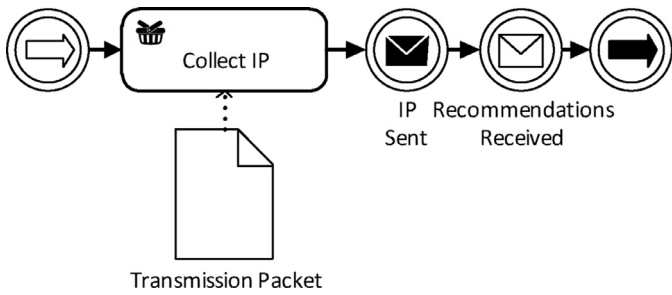 Collect IP
IP
Sent
Recommendations
Received
Transmission Packet